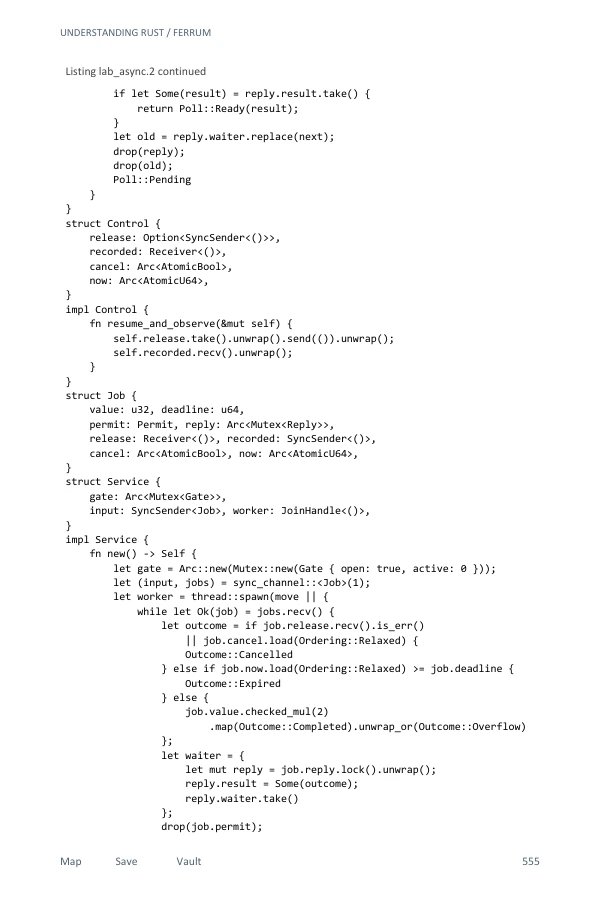 UNDERSTANDING RUST / FERRUM
Listing lab_async.2 continued
        if let Some(result) = reply.result.take() {
            return Poll::Ready(result);
        }
        let old = reply.waiter.replace(next);
        drop(reply);
        drop(old);
        Poll::Pending
    }
}
struct Control {
    release: Option<SyncSender<()>>,
    recorded: Receiver<()>,
    cancel: Arc<AtomicBool>,
    now: Arc<AtomicU64>,
}
impl Control {
    fn resume_and_observe(&mut self) {
        self.release.take().unwrap().send(()).unwrap();
        self.recorded.recv().unwrap();
    }
}
struct Job {
    value: u32, deadline: u64,
    permit: Permit, reply: Arc<Mutex<Reply>>,
    release: Receiver<()>, recorded: SyncSender<()>,
    cancel: Arc<AtomicBool>, now: Arc<AtomicU64>,
}
struct Service {
    gate: Arc<Mutex<Gate>>,
    input: SyncSender<Job>, worker: JoinHandle<()>,
}
impl Service {
    fn new() -> Self {
        let gate = Arc::new(Mutex::new(Gate { open: true, active: 0 }));
        let (input, jobs) = sync_channel::<Job>(1);
        let worker = thread::spawn(move || {
            while let Ok(job) = jobs.recv() {
                let outcome = if job.release.recv().is_err()
                    || job.cancel.load(Ordering::Relaxed) {
                    Outcome::Cancelled
                } else if job.now.load(Ordering::Relaxed) >= job.deadline {
                    Outcome::Expired
                } else {
                    job.value.checked_mul(2)
                        .map(Outcome::Completed).unwrap_or(Outcome::Overflow)
                };
                let waiter = {
                    let mut reply = job.reply.lock().unwrap();
                    reply.result = Some(outcome);
                    reply.waiter.take()
                };
                drop(job.permit);
Map Save Vault 555